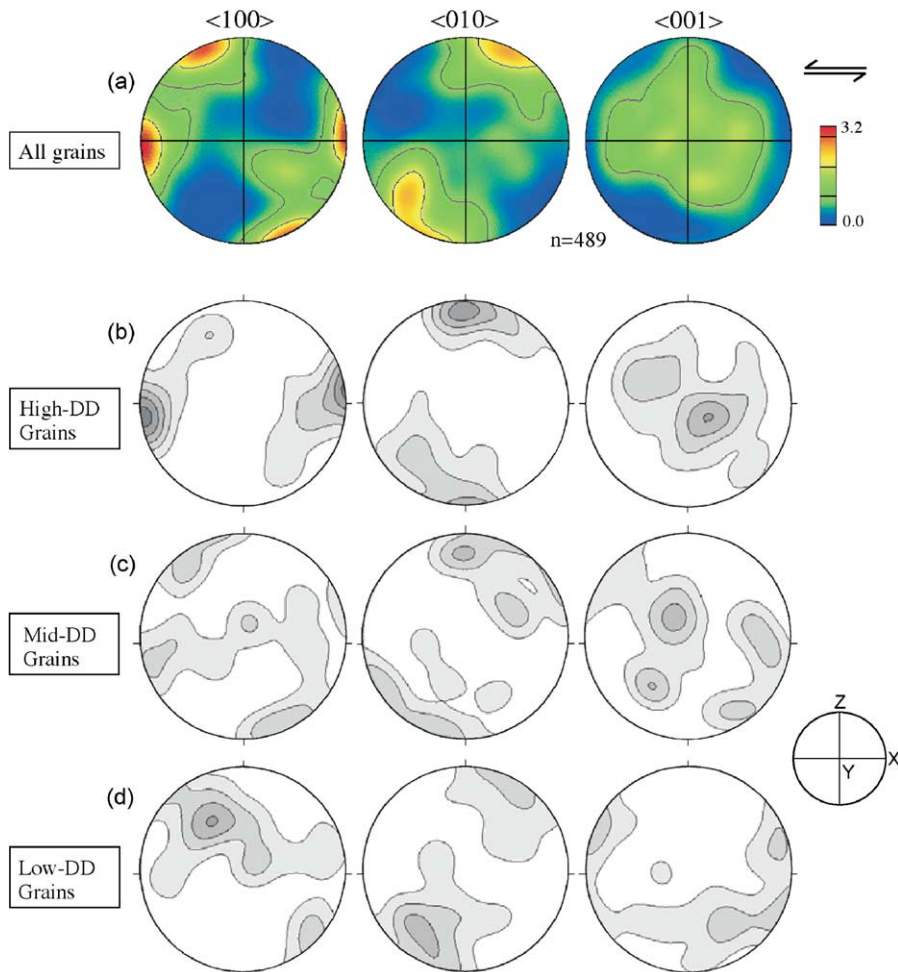 <100> <010> <001>
(a)
All grains
3.2
0.0
n=489
(b)
High-DD
Grains
(c)
Mid-DD
Grains
Z
Y
X
(d)
Low-DD
Grains